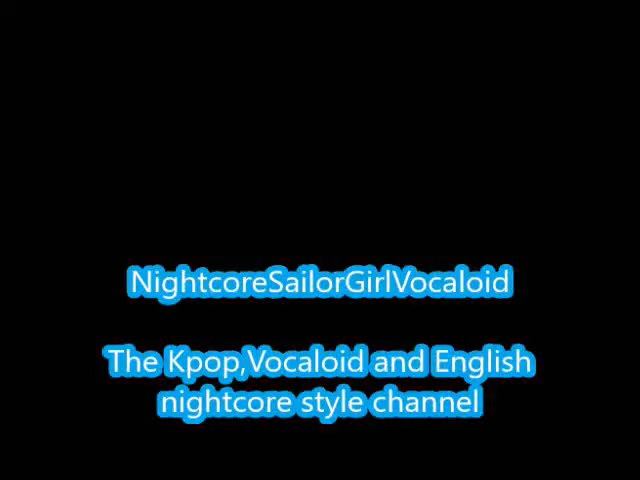 NightcoreSailorGirlVocaloid
The Kpop,Vocaloid and English
nightcore style channel